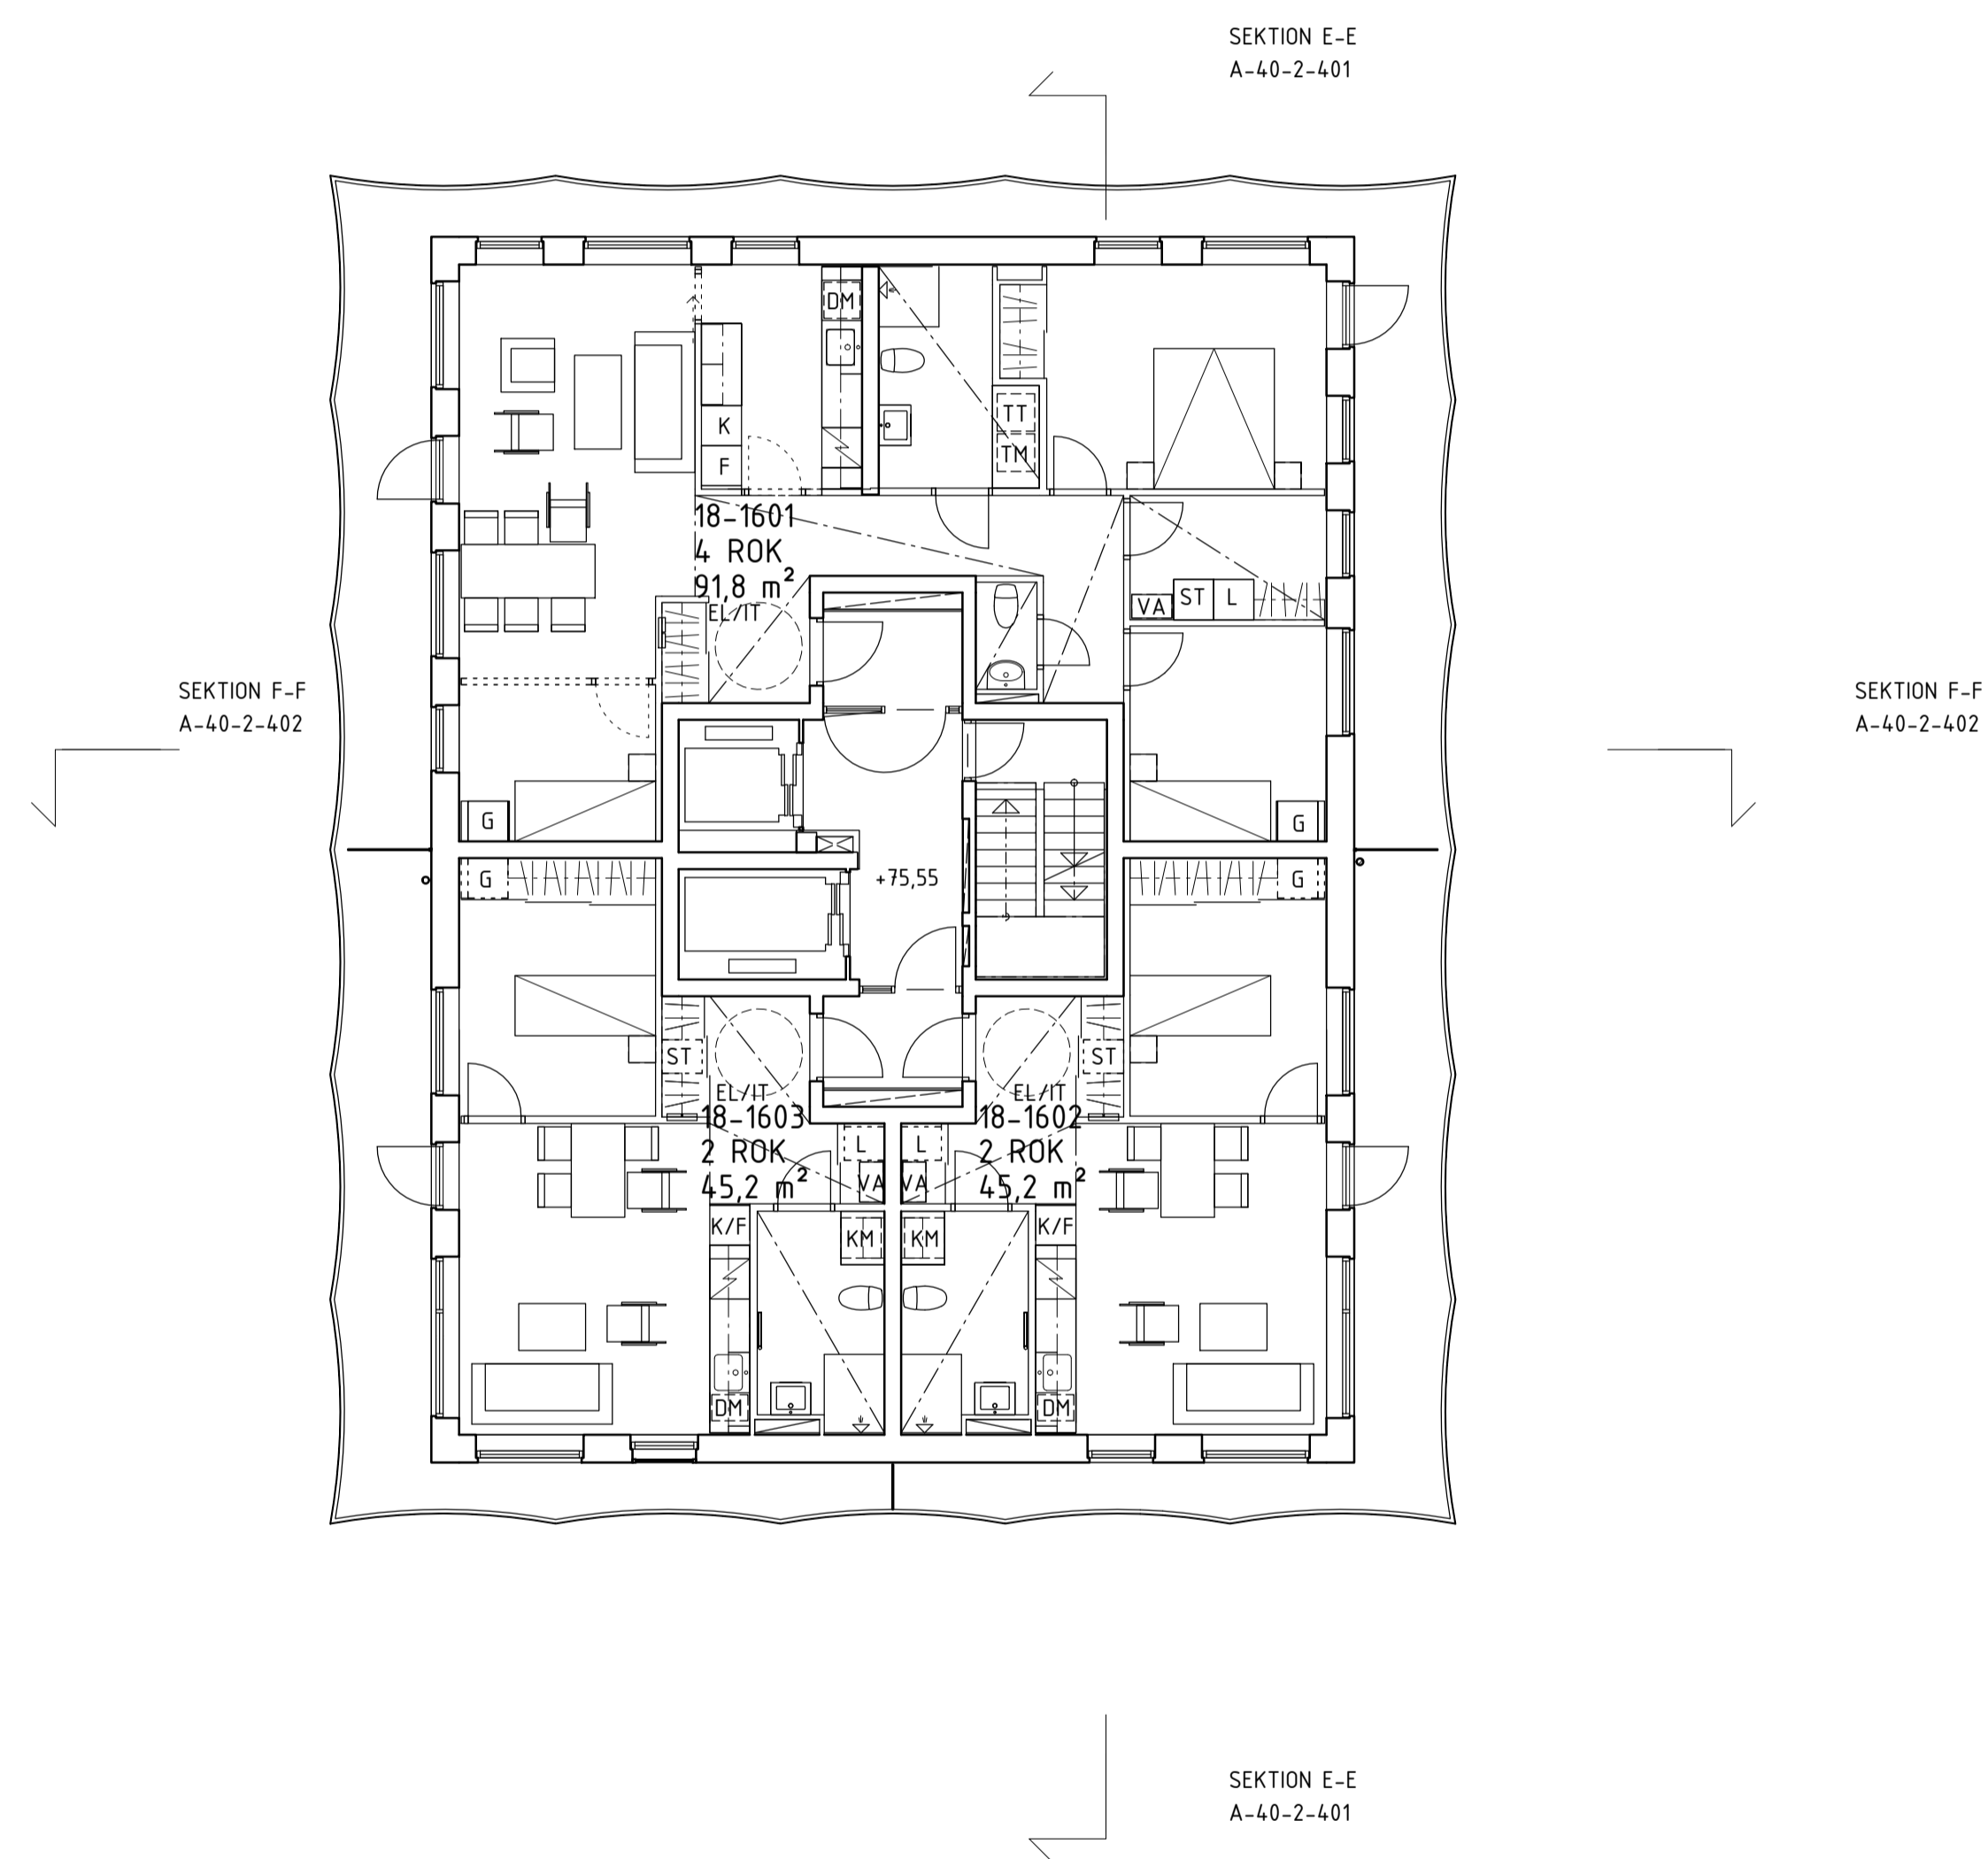 SEKTION E-E
A-40-2-401
DM
K
F
TT
TM
18-1601
4 ROK
91,8 m²
EL/IT
VA
ST
L
SEKTION F-F
A-40-2-402
SEKTION F-F
A-40-2-402
G
G
G
+75,55
G
ST
ST
EL/IT
EL/IT
18-1603
2 ROK
45,2 m²
18-1602
2 ROK
45,2 m²
L
L
VA
VA
K/F
KM
KM
K/F
DM
DM
SEKTION E-E
A-40-2-401